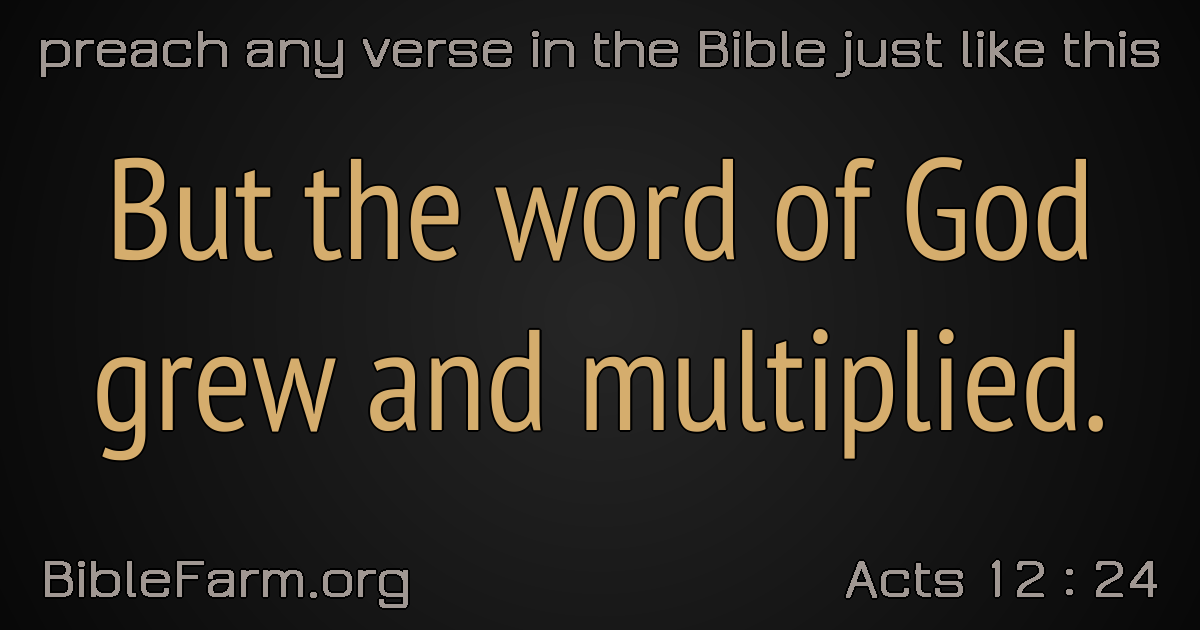 preach any verse in the Bible just like this
But the word of God
grew and multiplied.
BibleFarm.org
Acts 12 : 24